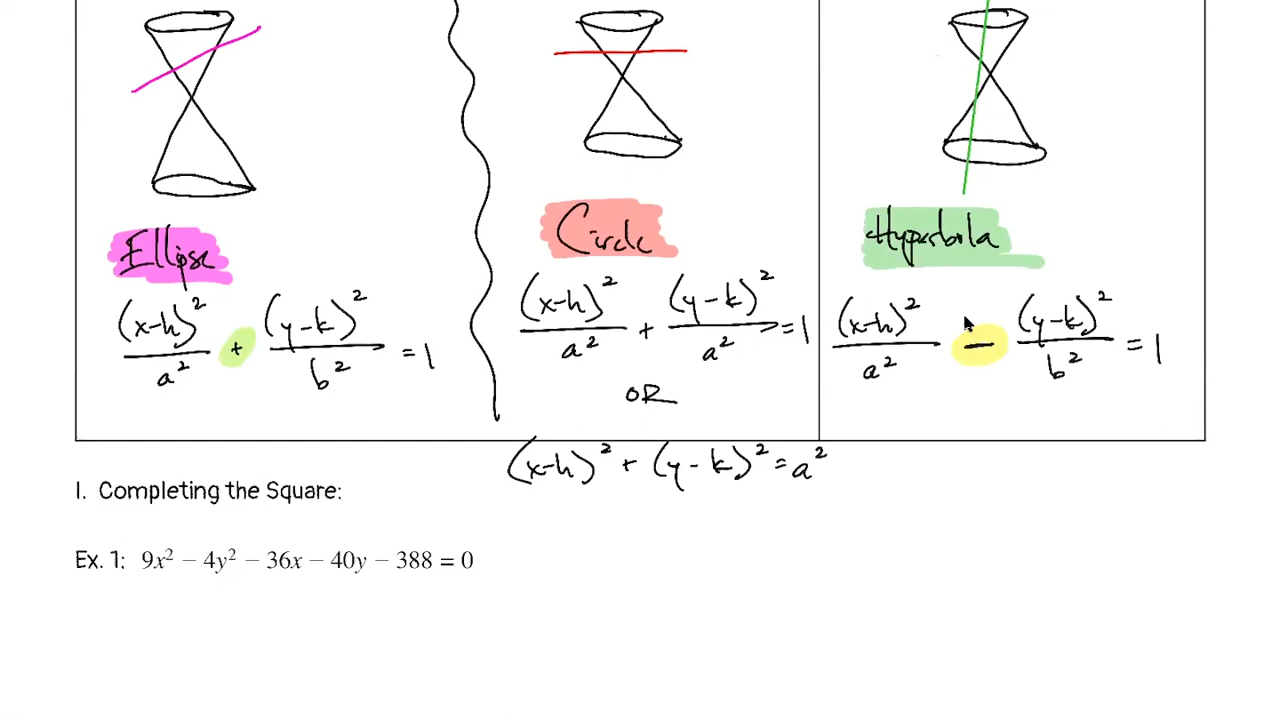 Ellipse
(x-h)²/a² + (y-k)²/b² = 1
Circle
(x-h)²/a² + (y-k)²/a² = 1
OR
(x-h)² + (y-k)² = a²
Hyperbola
(x-h)²/a² − (y-k)²/b² = 1
I. Completing the Square:
Ex. 1: 9x² − 4y² − 36x − 40y − 388 = 0